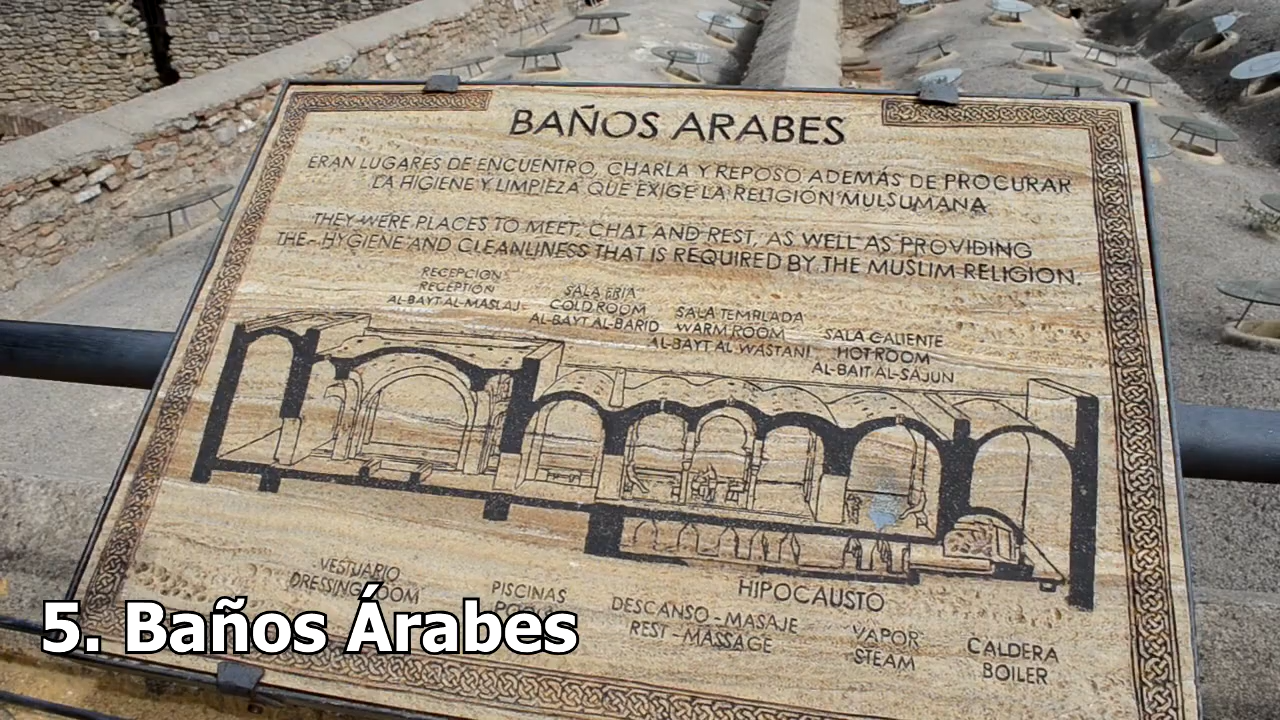 BAÑOS ARABES
ERAN LUGARES DE ENCUENTRO, CHARLA Y REPOSO ADEMÁS DE PROCURAR
LA HIGIENE Y LIMPIEZA QUE EXIGE LA RELIGIÓN MULSUMANA
THEY WERE PLACES TO MEET, CHAT AND REST, AS WELL AS PROVIDING
THE HYGIENE AND CLEANLINESS THAT IS REQUIRED BY THE MUSLIM RELIGION.
RECEPCION
RECEPTION
AL-BAYT AL-MASLAJ
SALA FRIA
COLD ROOM
AL-BAYT AL-BARID
SALA TEMPLADA
WARM ROOM
AL-BAYT AL WASTANI
SALA CALIENTE
HOT ROOM
AL-BAIT AL-SAJUN
VESTUARIO
DRESSING ROOM
PISCINAS
HIPOCAUSTO
DESCANSO - MASAJE
REST - MASSAGE
VAPOR
STEAM
CALDERA
BOILER
5. Baños Árabes